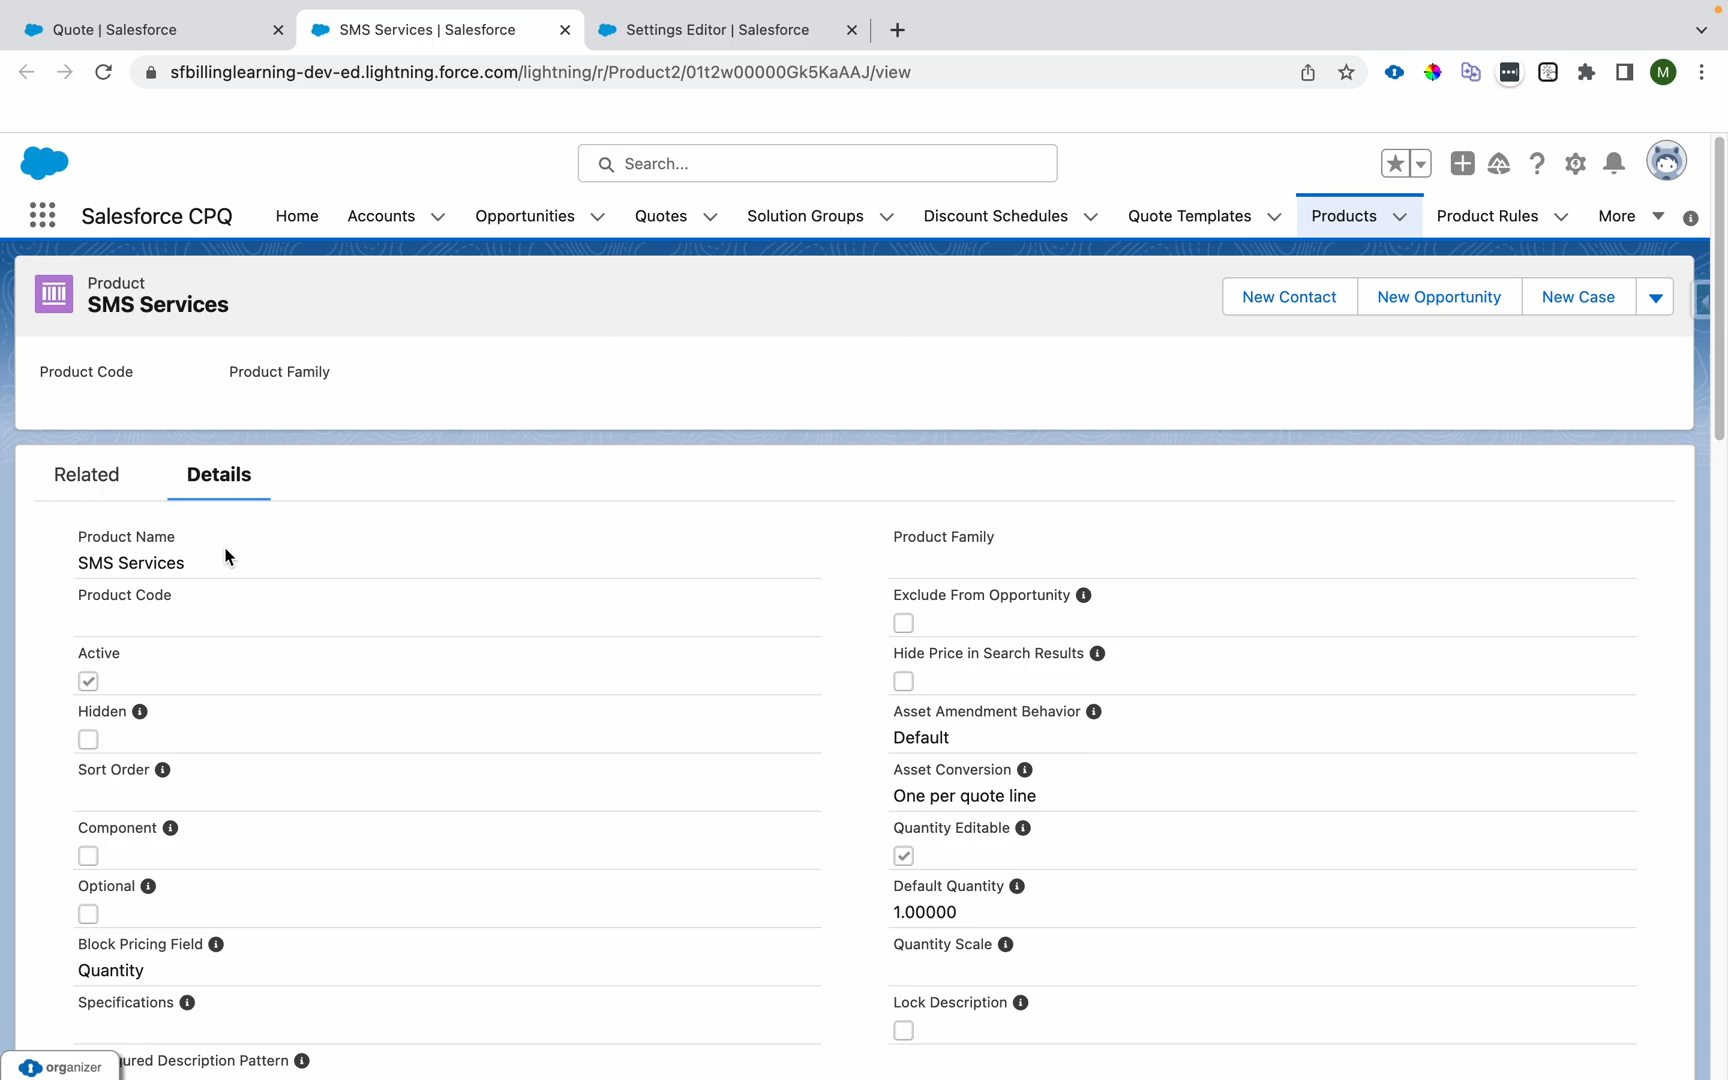 Quote | Salesforce
SMS Services | Salesforce
Settings Editor | Salesforce
sfbillinglearning-dev-ed.lightning.force.com/lightning/r/Product2/01t2w00000Gk5KaAAJ/view
M
Search...
Salesforce CPQ
Home
Accounts
Opportunities
Quotes
Solution Groups
Discount Schedules
Quote Templates
Products
Product Rules
More
Product
SMS Services
New Contact
New Opportunity
New Case
Product Code
Product Family
Related
Details
Product Name
SMS Services
Product Family
Product Code
Exclude From Opportunity
Active
Hide Price in Search Results
Hidden
Asset Amendment Behavior
Default
Sort Order
Asset Conversion
One per quote line
Component
Quantity Editable
Optional
Default Quantity
1.00000
Block Pricing Field
Quantity
Quantity Scale
Specifications
Lock Description
ured Description Pattern
organizer